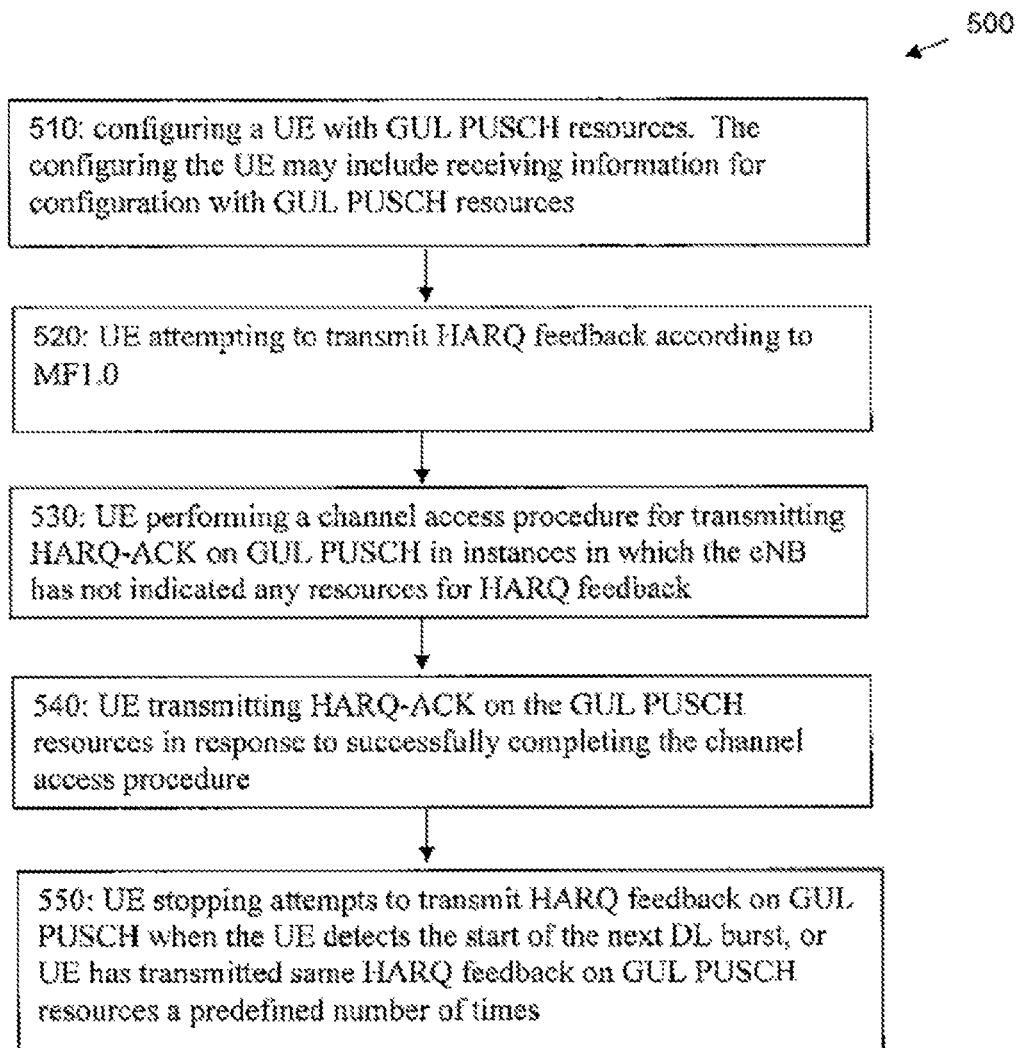 500
510: configuring a UE with GUL PUSCH resources. The
configuring the UE may include receiving information for
configuration with GUL PUSCH resources
520: UE attempting to transmit HARQ feedback according to
MF1.0
530: UE performing a channel access procedure for transmitting
HARQ-ACK on GUL PUSCH in instances in which the eNB
has not indicated any resources for HARQ feedback
540: UE transmitting HARQ-ACK on the GUL PUSCH
resources in response to successfully completing the channel
access procedure
550: UE stopping attempts to transmit HARQ feedback on GUL
PUSCH when the UE detects the start of the next DL burst, or
UE has transmitted same HARQ feedback on GUL PUSCH
resources a predefined number of times